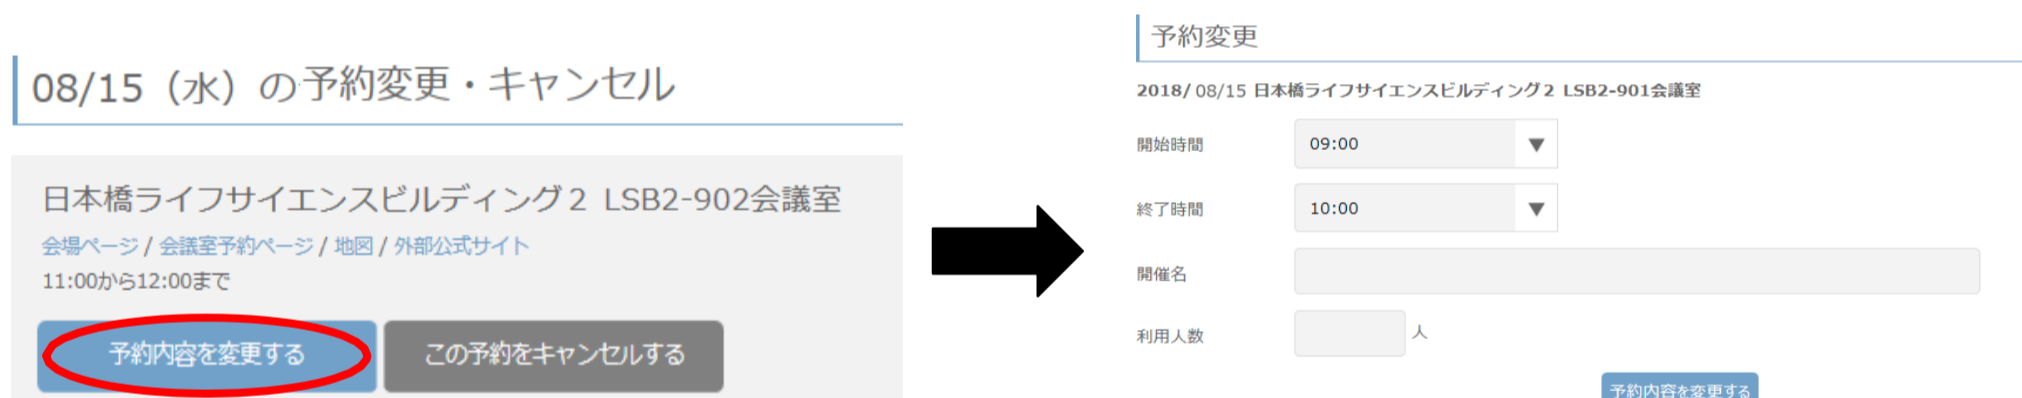 08/15（水）の予約変更・キャンセル
日本橋ライフサイエンスビルディング２ LSB2-902会議室
会場ページ / 会議室予約ページ / 地図 / 外部公式サイト
11:00から12:00まで
予約内容を変更する
この予約をキャンセルする
予約変更
2018/ 08/15 日本橋ライフサイエンスビルディング２ LSB2-901会議室
開始時間 09:00 ▼
終了時間 10:00 ▼
開催名
利用人数 人
予約内容を変更する